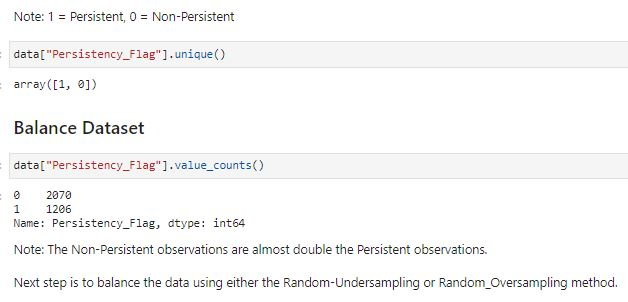 Note: 1 = Persistent, 0 = Non-Persistent
data["Persistency_Flag"].unique()
array([1, 0])
Balance Dataset
data["Persistency_Flag"].value_counts()
0    2070
1    1206
Name: Persistency_Flag, dtype: int64
Note: The Non-Persistent observations are almost double the Persistent observations.
Next step is to balance the data using either the Random-Undersampling or Random_Oversampling method.